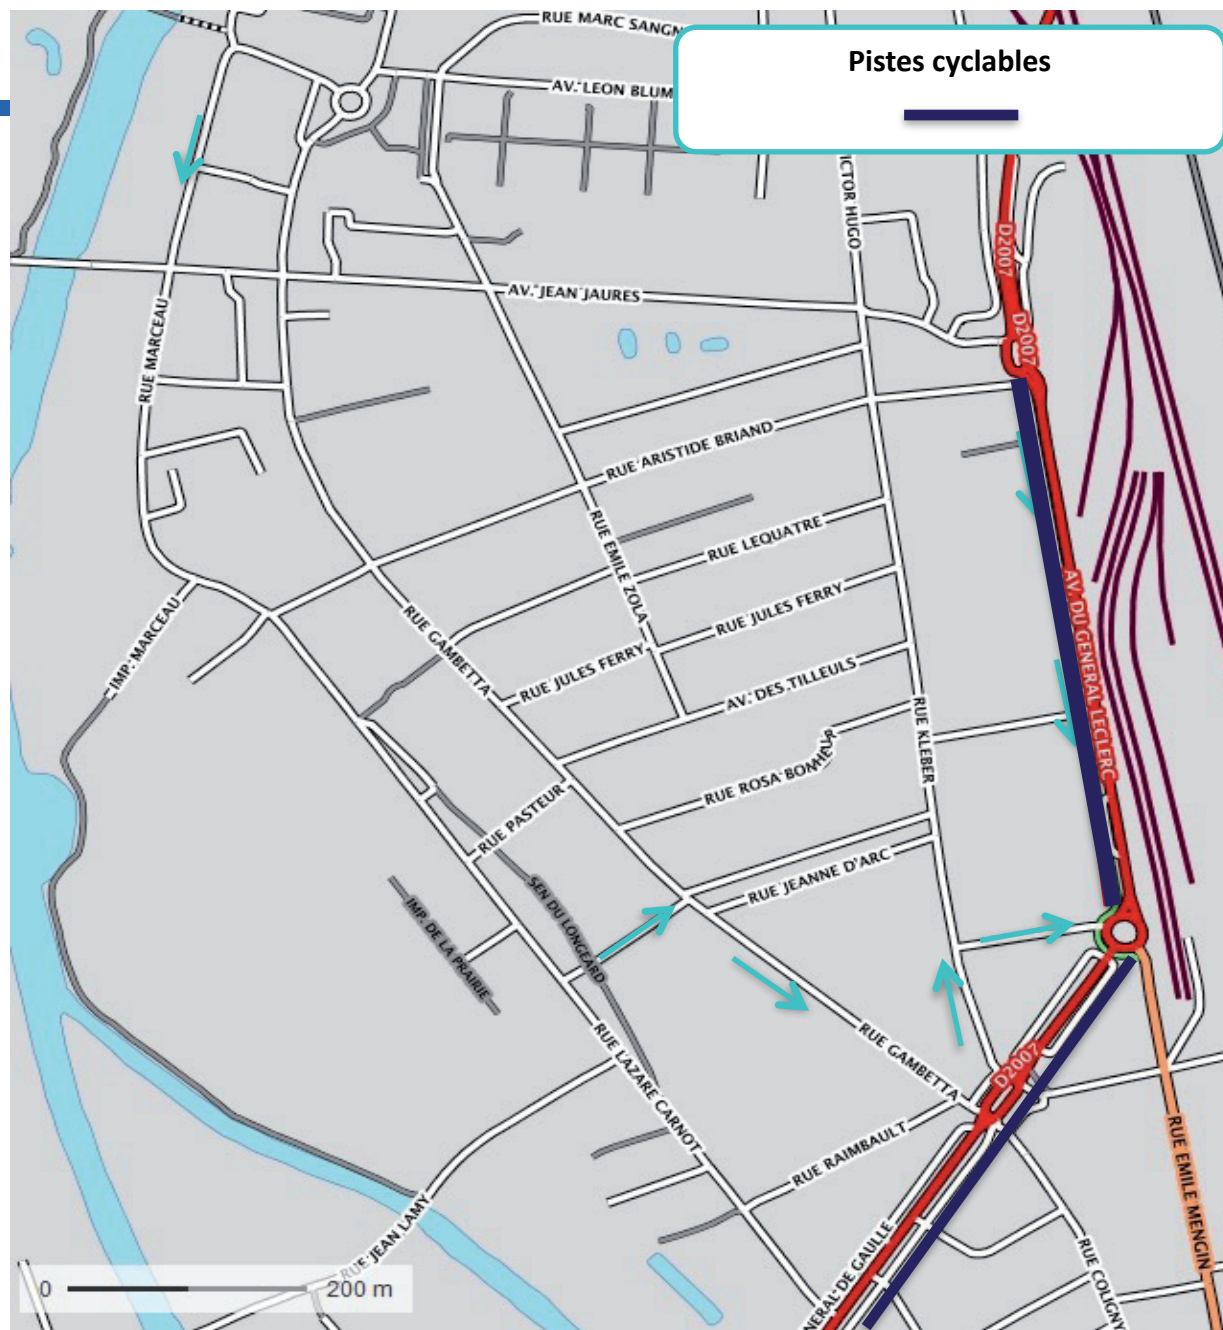 RUE MARC SANGN
AV. LEON BLUM
Pistes cyclables
ICTOR HUGO
D2007
AV. JEAN JAURES
D2007
RUE MARCEAU
RUE ARISTIDE BRIAND
RUE LEQUATRE
RUE EMILE ZOLA
AV. DU GENERAL LECLERC
RUE JULES FERRY
IMP. MARCEAU
RUE GAMBETTA
RUE JULES FERRY
AV. DES TILLEULS
RUE KLEBER
RUE ROSA BONHEUR
RUE PASTEUR
RUE JEANNE D'ARC
SEN DU LONGEARD
IMP. DE LA PRAIRIE
RUE LAZARE CARNOT
RUE GAMBETTA
D2007
RUE RAIMBAULT
RUE EMILE MENGIN
RUE JEAN LAMY
NERAL DE GAULLE
RUE COLIGNY
0 200 m